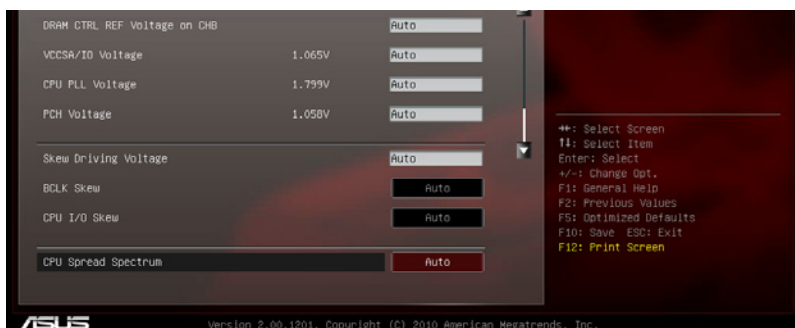 DRAM CTRL REF Voltage on CHB Auto
VCCSA/IO Voltage 1.065V Auto
CPU PLL Voltage 1.799V Auto
PCH Voltage 1.058V Auto
Skew Driving Voltage Auto
BCLK Skew Auto
CPU I/O Skew Auto
CPU Spread Spectrum Auto
→←: Select Screen
↑↓: Select Item
Enter: Select
+/-: Change Opt.
F1: General Help
F2: Previous Values
F5: Optimized Defaults
F10: Save ESC: Exit
F12: Print Screen
ASUS
Version 2.00.1201. Copyright (C) 2010 American Megatrends, Inc.